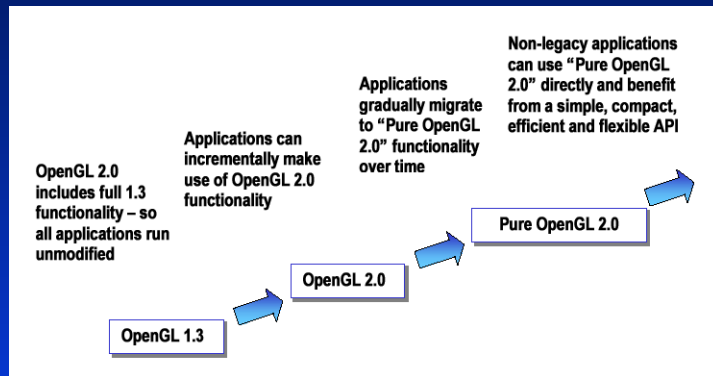 OpenGL 2.0
includes full 1.3
functionality – so
all applications run
unmodified
Applications can
incrementally make
use of OpenGL 2.0
functionality
Applications
gradually migrate
to “Pure OpenGL
2.0” functionality
over time
Non-legacy applications
can use “Pure OpenGL
2.0” directly and benefit
from a simple, compact,
efficient and flexible API
OpenGL 1.3
OpenGL 2.0
Pure OpenGL 2.0